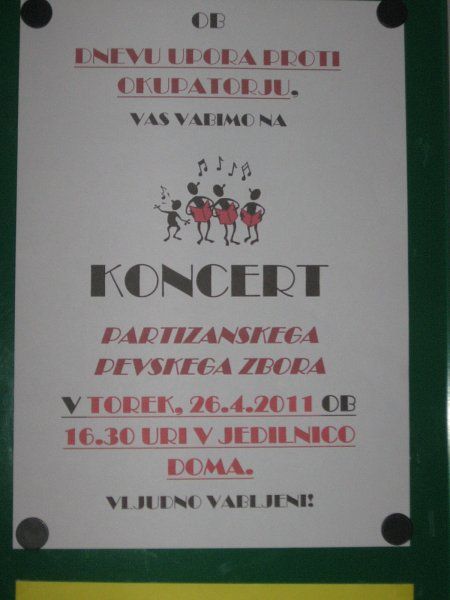 OB
DNEVU UPORA PROTI
OKUPATORJU,
VAS VABIMO NA
KONCERT
PARTIZANSKEGA
PEVSKEGA ZBORA
V TOREK, 26.4.2011 OB
16.30 URI V JEDILNICO
DOMA.
VLJUDNO VABLJENI!